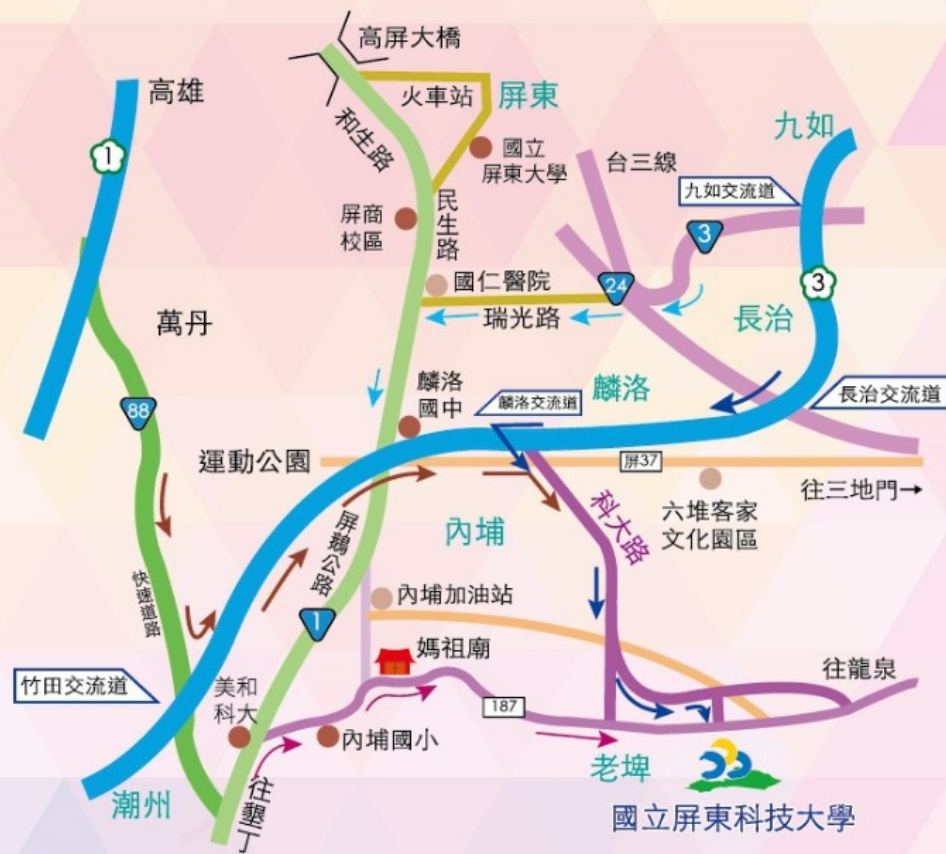 高屏大橋
高雄
火車站
屏東
1
和生路
九如
國立
屏東大學
台三線
九如交流道
屏商
校區
民生路
3
國仁醫院
24
3
瑞光路
長治
萬丹
麟洛
國中
麟洛交流道
麟洛
長治交流道
88
運動公園
屏37
往三地門→
科大路
六堆客家
文化園區
內埔
屏鵝公路
快速道路
內埔加油站
1
媽祖廟
往龍泉
竹田交流道
美和
科大
187
內埔國小
老埤
潮州
往墾丁
國立屏東科技大學